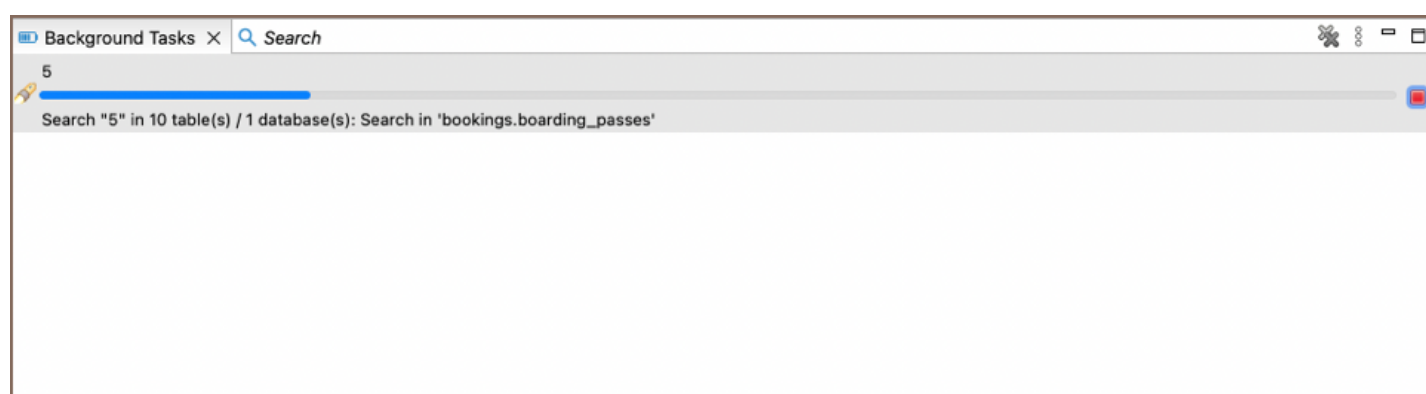 Background Tasks Search
5
Search "5" in 10 table(s) / 1 database(s): Search in 'bookings.boarding_passes'